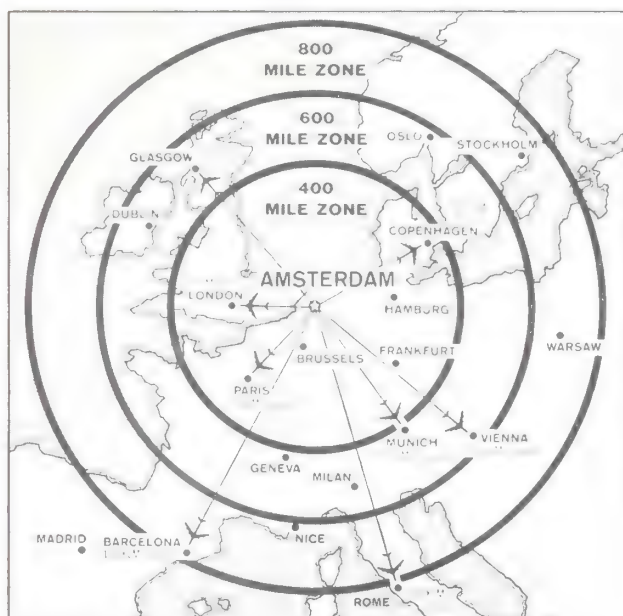 800
MILE ZONE
600
MILE ZONE
OSLO
STOCKHOLM
GLASGOW
400
MILE ZONE
DUBLIN
COPENHAGEN
AMSTERDAM
LONDON
HAMBURG
BRUSSELS
FRANKFURT
WARSAW
PARIS
MUNICH
VIENNA
GENEVA
MILAN
MADRID
BARCELONA
NICE
ROME